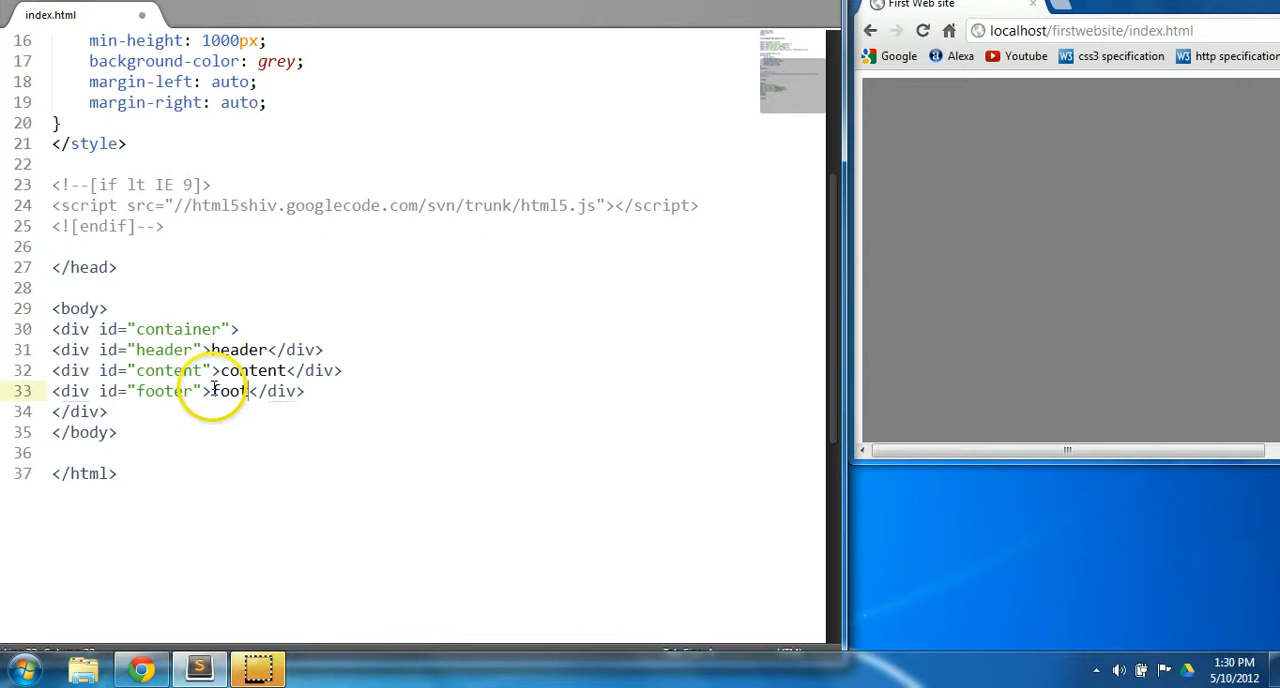 index.html
16 min-height: 1000px;
17 background-color: grey;
18 margin-left: auto;
19 margin-right: auto;
20 }
21 </style>
22
23 <!--[if lt IE 9]>
24 <script src="//html5shiv.googlecode.com/svn/trunk/html5.js"></script>
25 <![endif]-->
26
27 </head>
28
29 <body>
30 <div id="container">
31 <div id="header">header</div>
32 <div id="content">content</div>
33 <div id="footer">foot</div>
34 </div>
35 </body>
36
37 </html>
First Web site
localhost/firstwebsite/index.html
Google Alexa Youtube css3 specification http specification
1:30 PM
5/10/2012